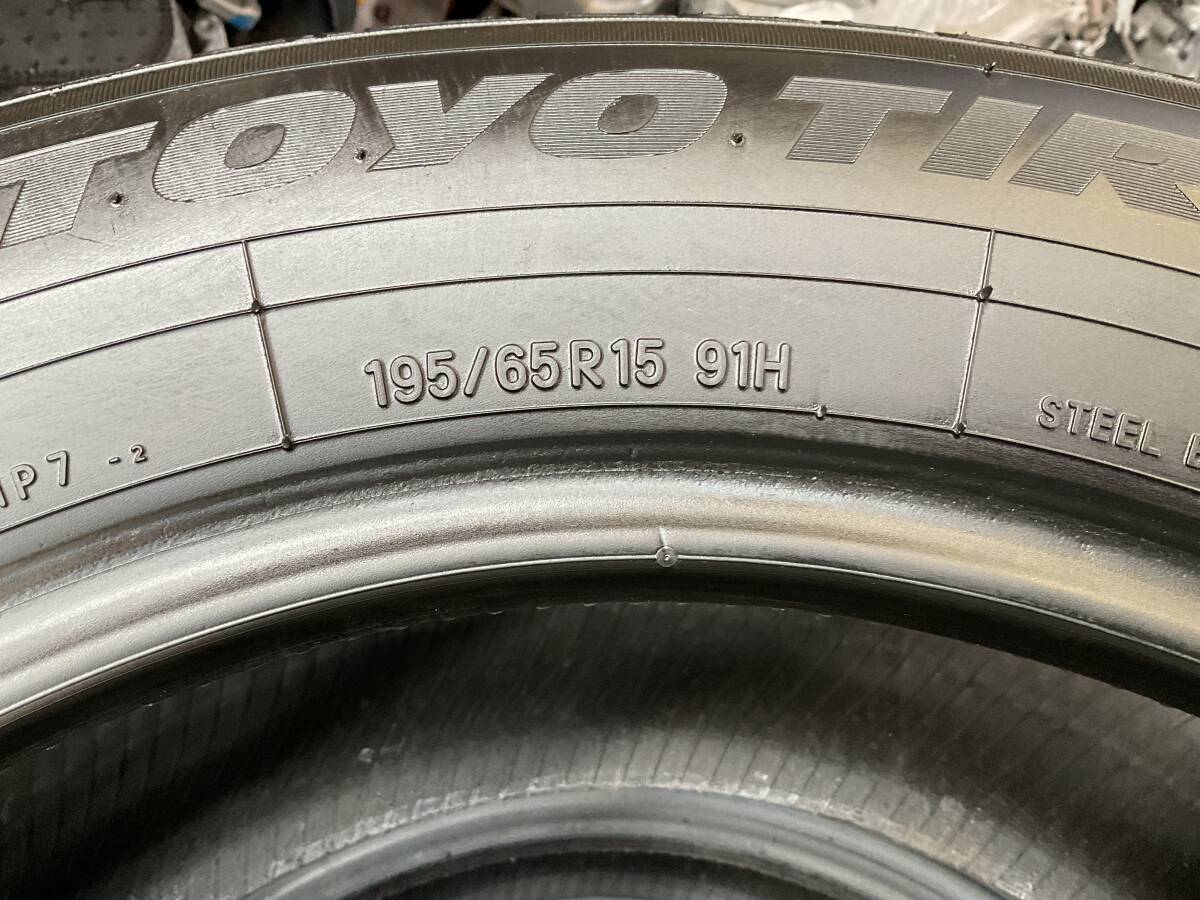 TOYO TIR
195/65R15 91H
P7 -2
STEEL